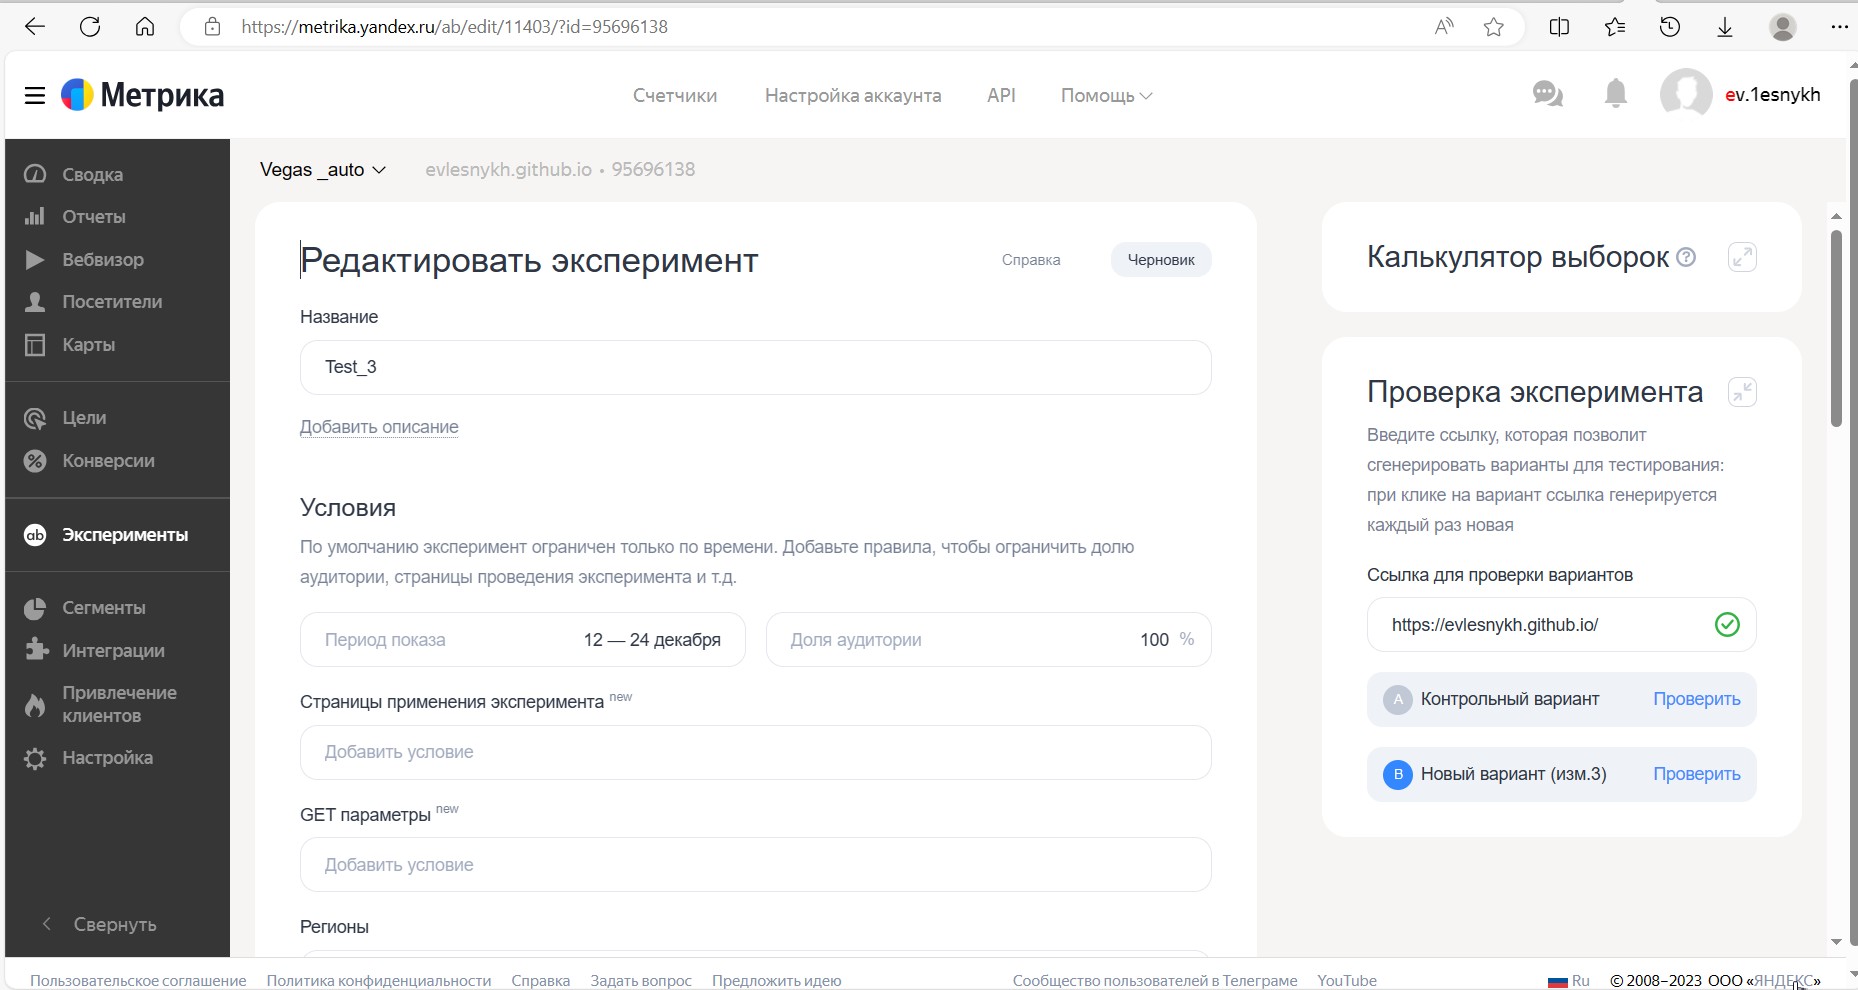 https://metrika.yandex.ru/ab/edit/11403/?id=95696138
Метрика
Счетчики
Настройка аккаунта
API
Помощь
ev.1esnykh
Сводка
Отчеты
Вебвизор
Посетители
Карты
Цели
Конверсии
ab Эксперименты
Сегменты
Интеграции
Привлечение
клиентов
Настройка
Свернуть
Vegas _auto
evlesnykh.github.io • 95696138
Редактировать эксперимент
Справка
Черновик
Название
Test_3
Добавить описание
Условия
По умолчанию эксперимент ограничен только по времени. Добавьте правила, чтобы ограничить долю
аудитории, страницы проведения эксперимента и т.д.
Период показа 12 — 24 декабря
Доля аудитории 100 %
Страницы применения эксперимента new
Добавить условие
GET параметры new
Добавить условие
Регионы
Калькулятор выборок ?
Проверка эксперимента
Введите ссылку, которая позволит
сгенерировать варианты для тестирования:
при клике на вариант ссылка генерируется
каждый раз новая
Ссылка для проверки вариантов
https://evlesnykh.github.io/
A Контрольный вариант Проверить
B Новый вариант (изм.3) Проверить
Пользовательское соглашение
Политика конфиденциальности
Справка
Задать вопрос
Предложить идею
Сообщество пользователей в Телеграме
YouTube
Ru
© 2008–2023 ООО «ЯНДЕКС»